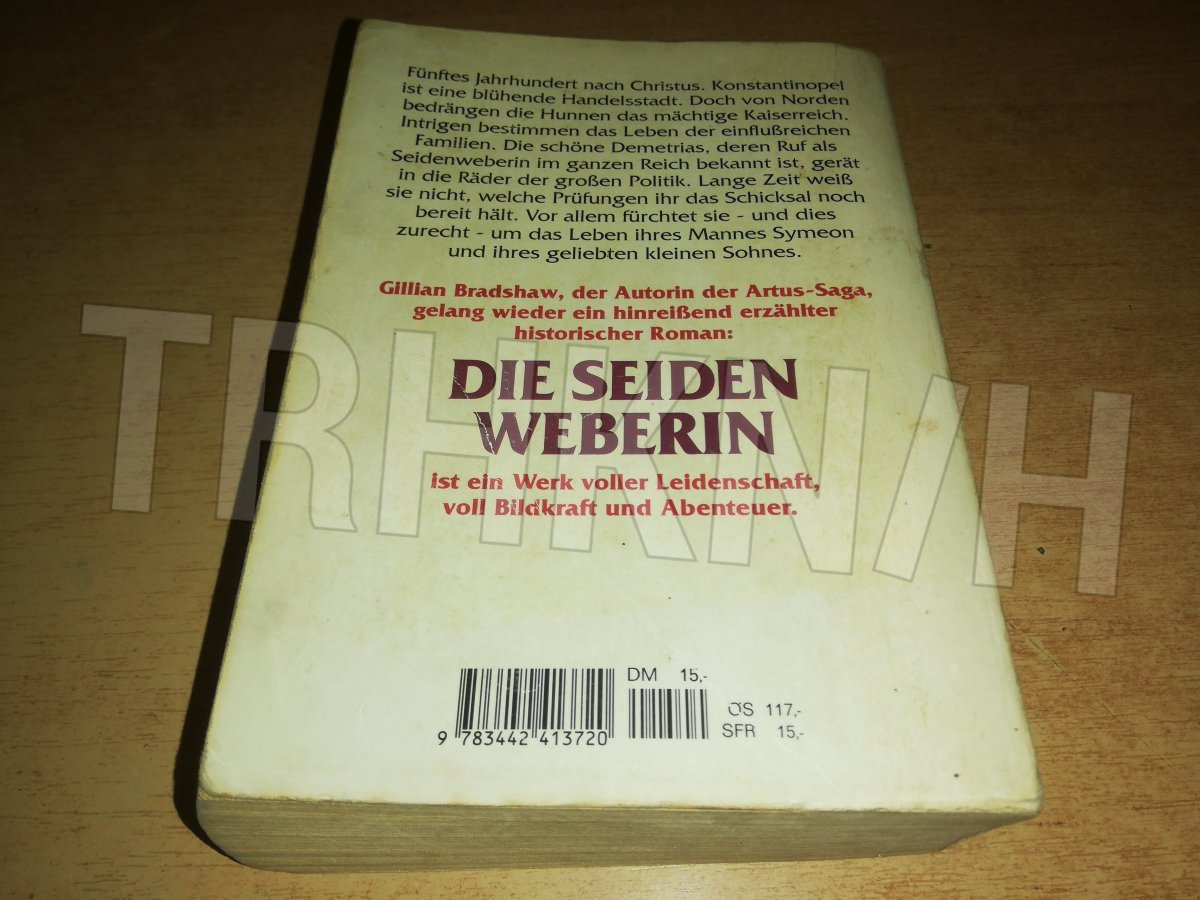 Fünftes Jahrhundert nach Christus. Konstantinopel
ist eine blühende Handelsstadt. Doch von Norden
bedrängen die Hunnen das mächtige Kaiserreich.
Intrigen bestimmen das Leben der einflußreichen
Familien. Die schöne Demetrias, deren Ruf als
Seidenweberin im ganzen Reich bekannt ist, gerät
in die Räder der großen Politik. Lange Zeit weiß
sie nicht, welche Prüfungen ihr das Schicksal noch
bereit hält. Vor allem fürchtet sie - und dies
zurecht - um das Leben ihres Mannes Symeon
und ihres geliebten kleinen Sohnes.
Gillian Bradshaw, der Autorin der Artus-Saga,
gelang wieder ein hinreißend erzählter
historischer Roman:
DIE SEIDEN
WEBERIN
ist ein Werk voller Leidenschaft,
voll Bildkraft und Abenteuer.
TRHKN/H
DM 15,-
ÖS 117,-
SFR 15,-
9 783442 413720